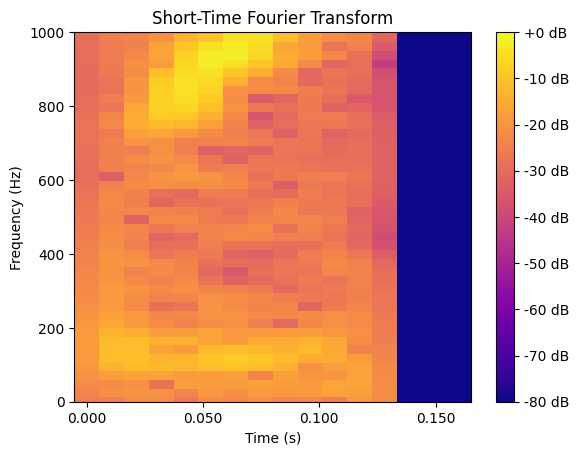 Short-Time Fourier Transform
Frequency (Hz)
1000
800
600
400
200
0
0.000
0.050
0.100
0.150
Time (s)
+0 dB
-10 dB
-20 dB
-30 dB
-40 dB
-50 dB
-60 dB
-70 dB
-80 dB